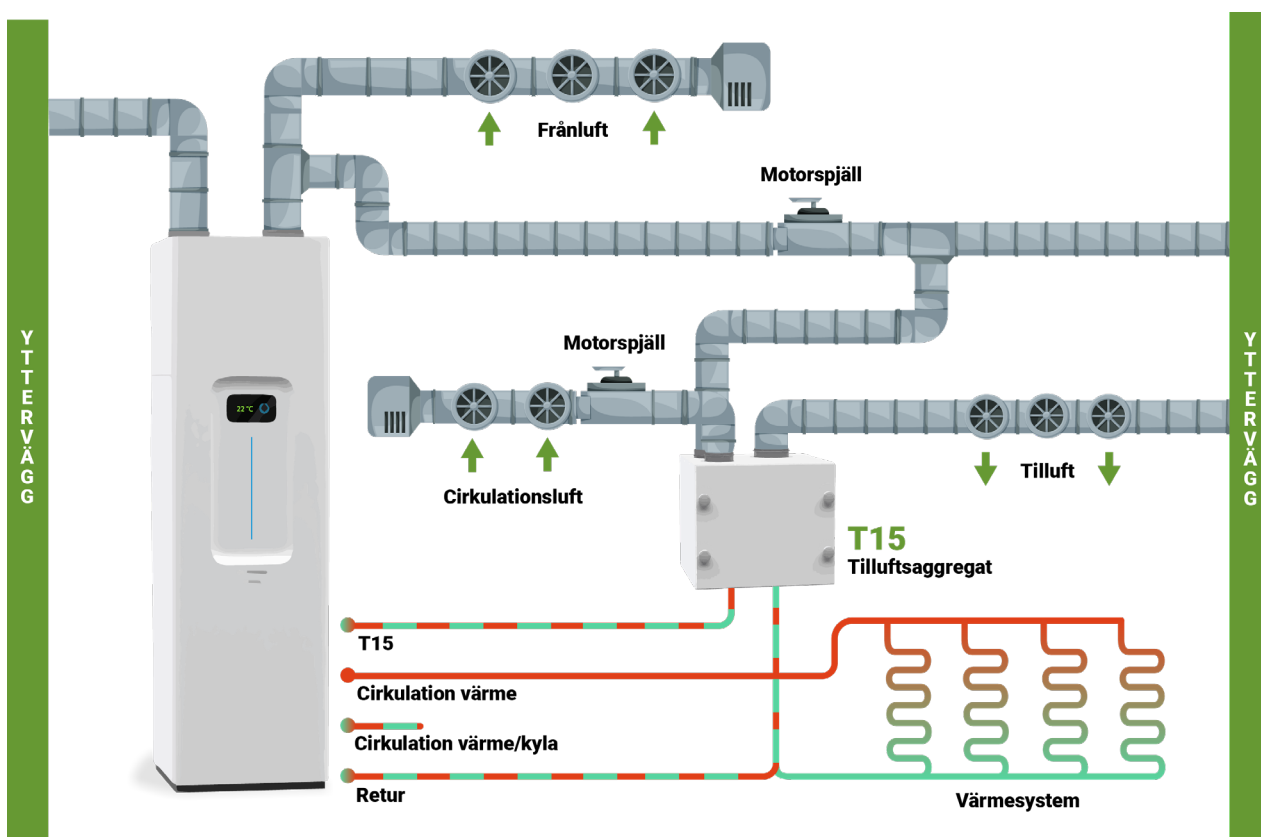 Frånluft
Motorspjäll
YTTERVÄGG
YTTERVÄGG
Motorspjäll
22°C
Cirkulationsluft
Tilluft
T15
Tilluftsaggregat
T15
Cirkulation värme
Cirkulation värme/kyla
Retur
Värmesystem